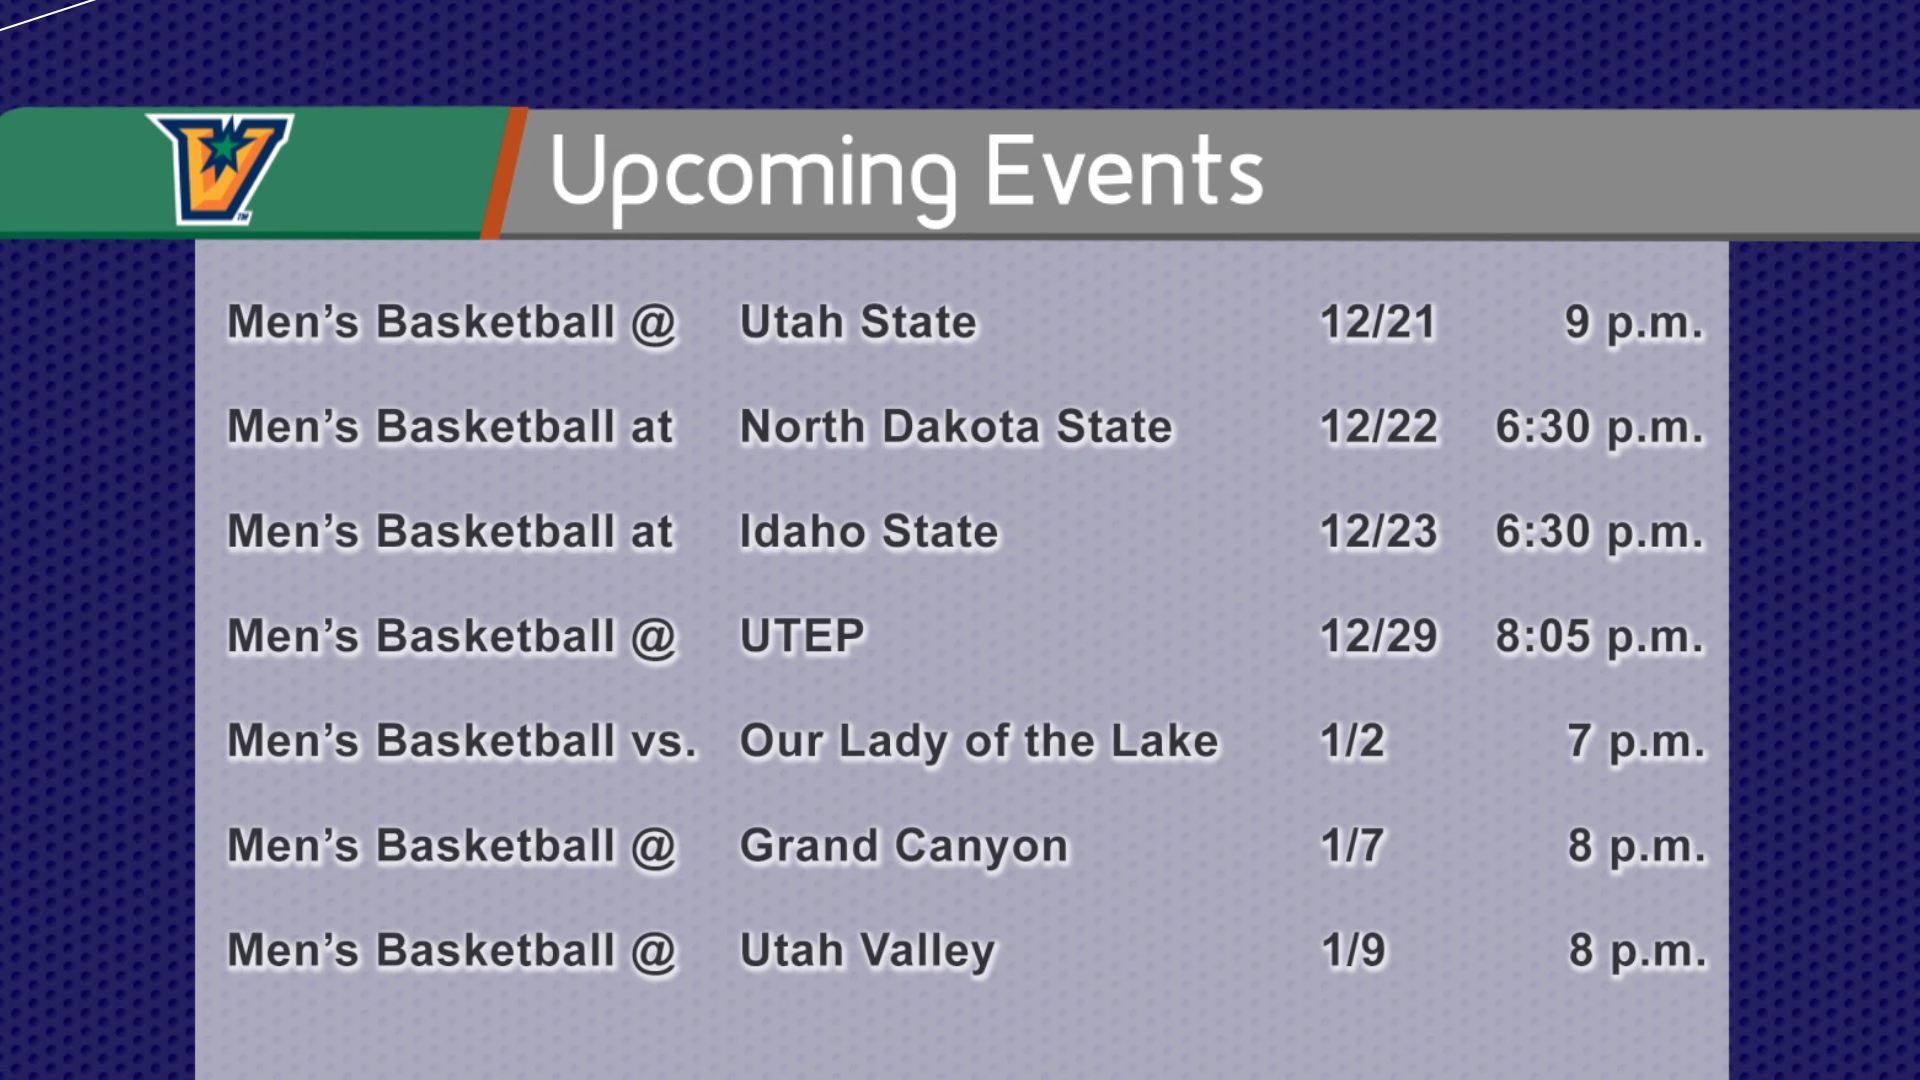 Upcoming Events
Men’s Basketball @ Utah State 12/21 9 p.m.
Men’s Basketball at North Dakota State 12/22 6:30 p.m.
Men’s Basketball at Idaho State 12/23 6:30 p.m.
Men’s Basketball @ UTEP 12/29 8:05 p.m.
Men’s Basketball vs. Our Lady of the Lake 1/2 7 p.m.
Men’s Basketball @ Grand Canyon 1/7 8 p.m.
Men’s Basketball @ Utah Valley 1/9 8 p.m.